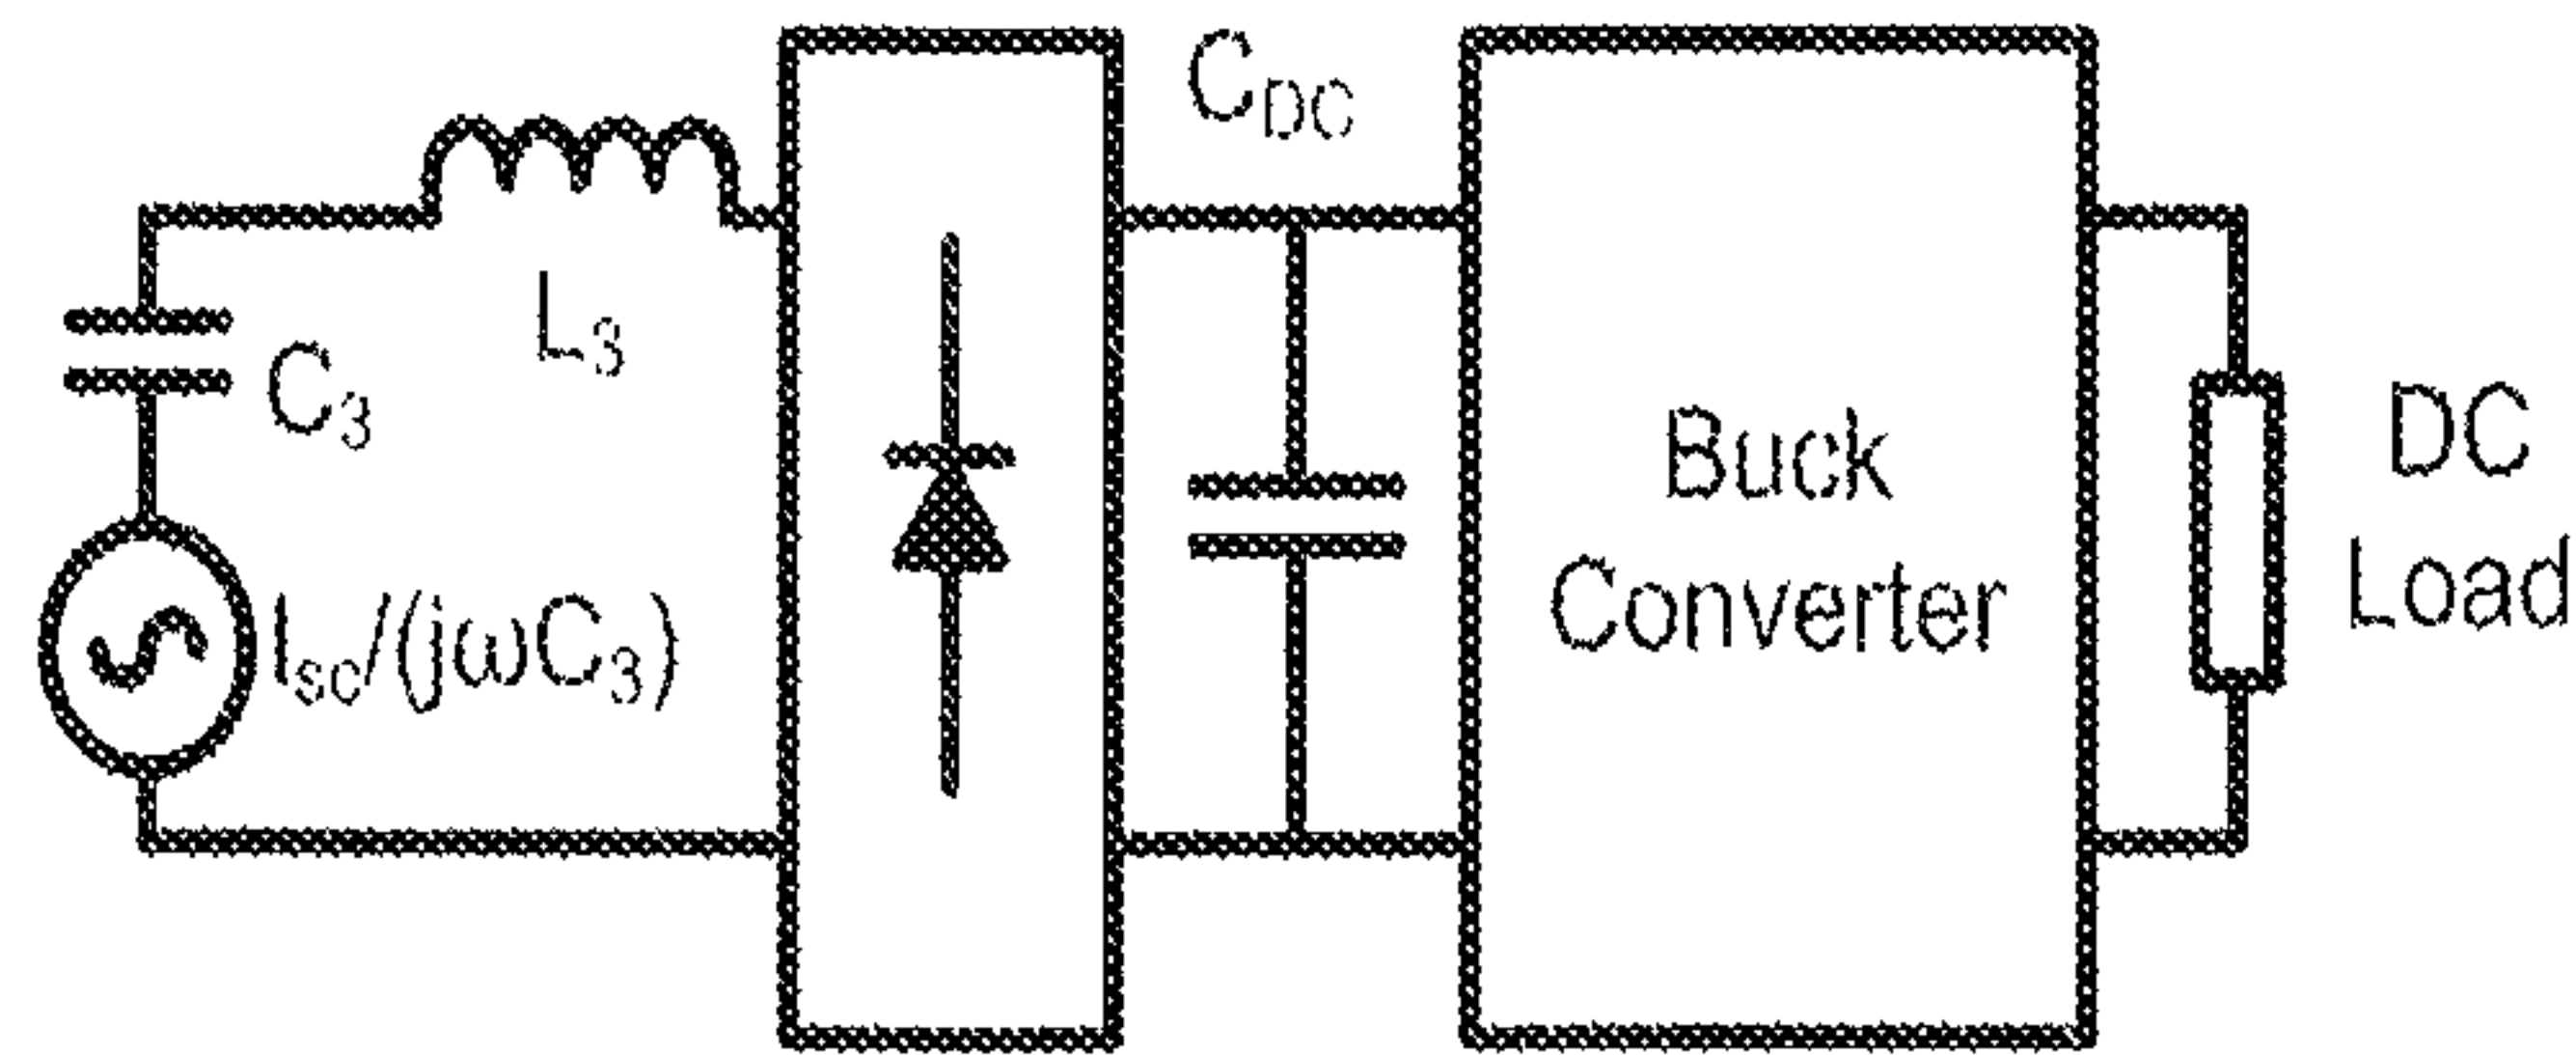 C_DC
L_3
C_3
I_sc/(jωC_3)
Buck
Converter
DC
Load